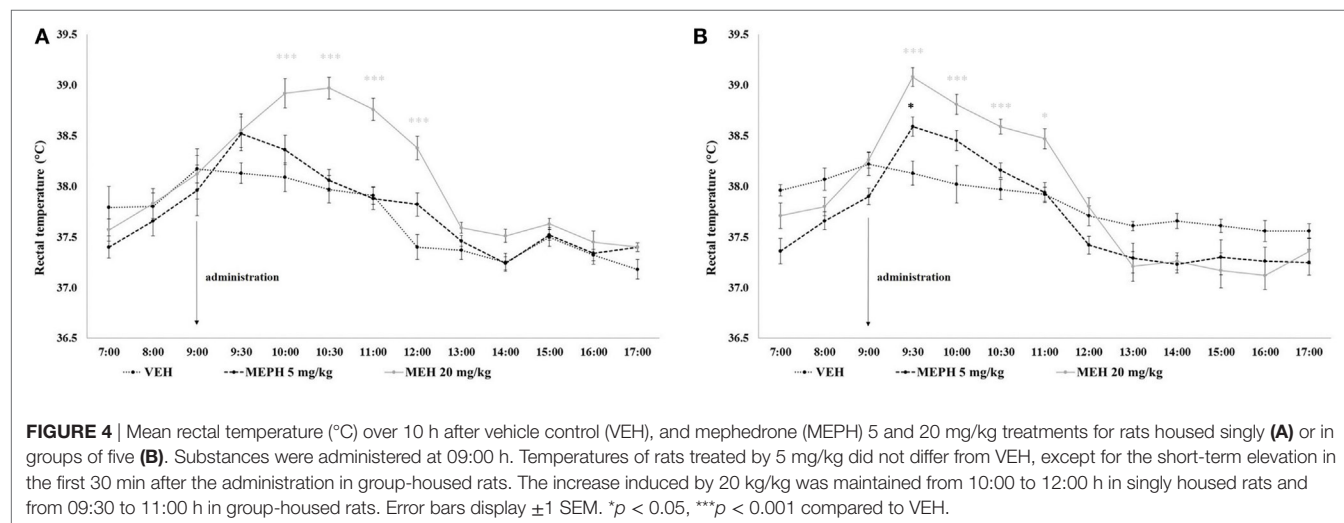 A
39.5
39.0
38.5
38.0
37.5
37.0
36.5
Rectal temperature (°C)
*** *** *** ***
administration
7:00 8:00 9:00 9:30 10:00 10:30 11:00 12:00 13:00 14:00 15:00 16:00 17:00
VEH MEPH 5 mg/kg MEH 20 mg/kg
B
39.5
39.0
38.5
38.0
37.5
37.0
36.5
Rectal temperature (°C)
*** *** *** *
*
administration
7:00 8:00 9:00 9:30 10:00 10:30 11:00 12:00 13:00 14:00 15:00 16:00 17:00
VEH MEPH 5 mg/kg MEH 20 mg/kg
FIGURE 4 | Mean rectal temperature (°C) over 10 h after vehicle control (VEH), and mephedrone (MEPH) 5 and 20 mg/kg treatments for rats housed singly (A) or in
groups of five (B). Substances were administered at 09:00 h. Temperatures of rats treated by 5 mg/kg did not differ from VEH, except for the short-term elevation in
the first 30 min after the administration in group-housed rats. The increase induced by 20 kg/kg was maintained from 10:00 to 12:00 h in singly housed rats and
from 09:30 to 11:00 h in group-housed rats. Error bars display ±1 SEM. *p < 0.05, ***p < 0.001 compared to VEH.